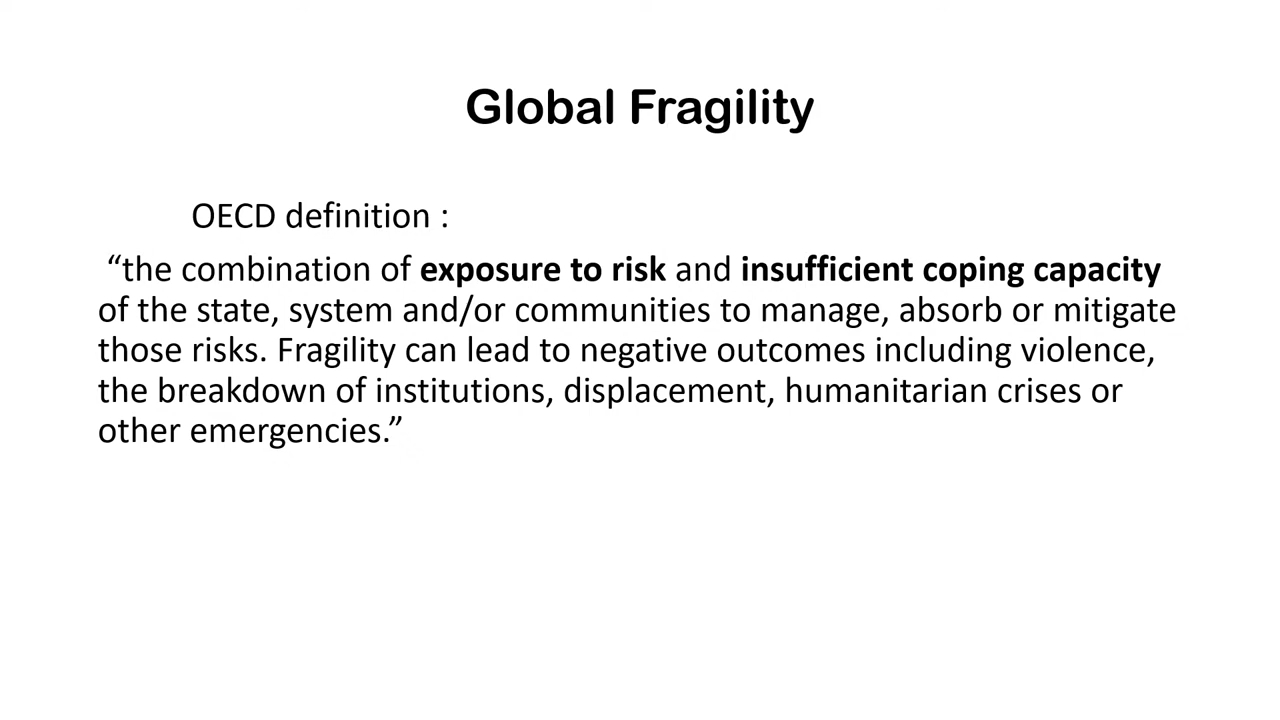 Global Fragility
OECD definition :
“the combination of exposure to risk and insufficient coping capacity
of the state, system and/or communities to manage, absorb or mitigate
those risks. Fragility can lead to negative outcomes including violence,
the breakdown of institutions, displacement, humanitarian crises or
other emergencies.”